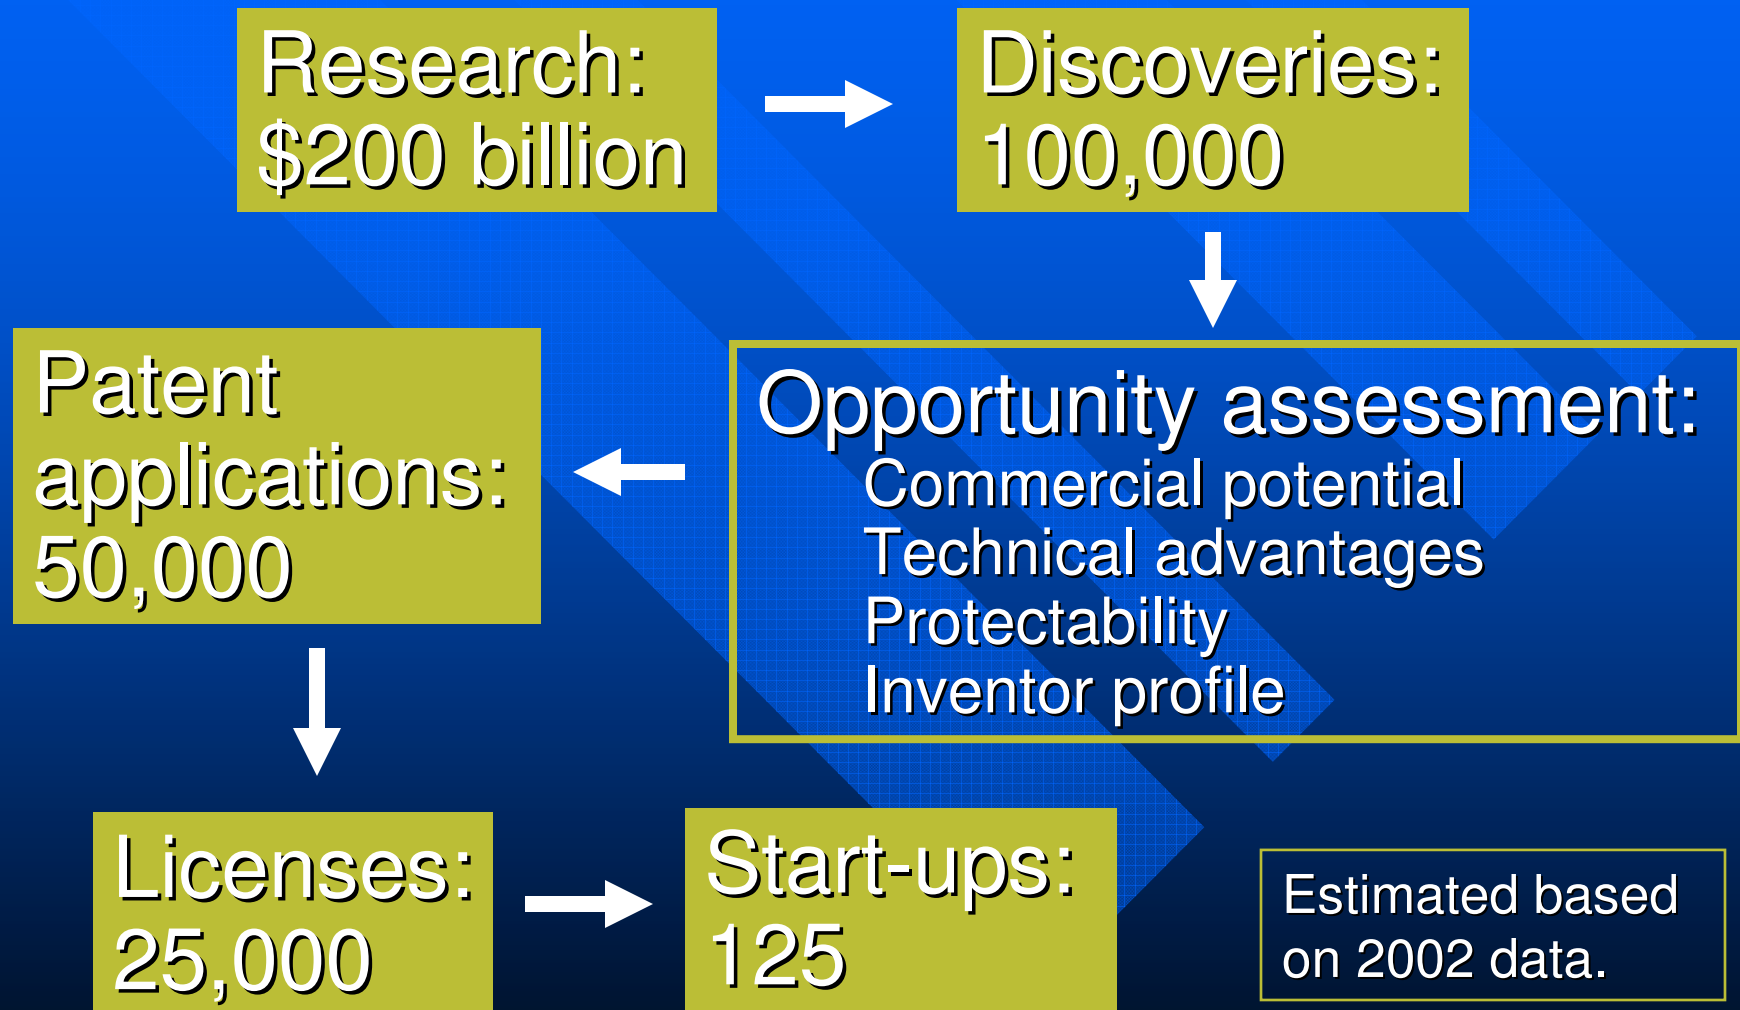 Research:
$200 billion
Discoveries:
100,000
Opportunity assessment:
Commercial potential
Technical advantages
Protectability
Inventor profile
Patent
applications:
50,000
Licenses:
25,000
Start-ups:
125
Estimated based
on 2002 data.